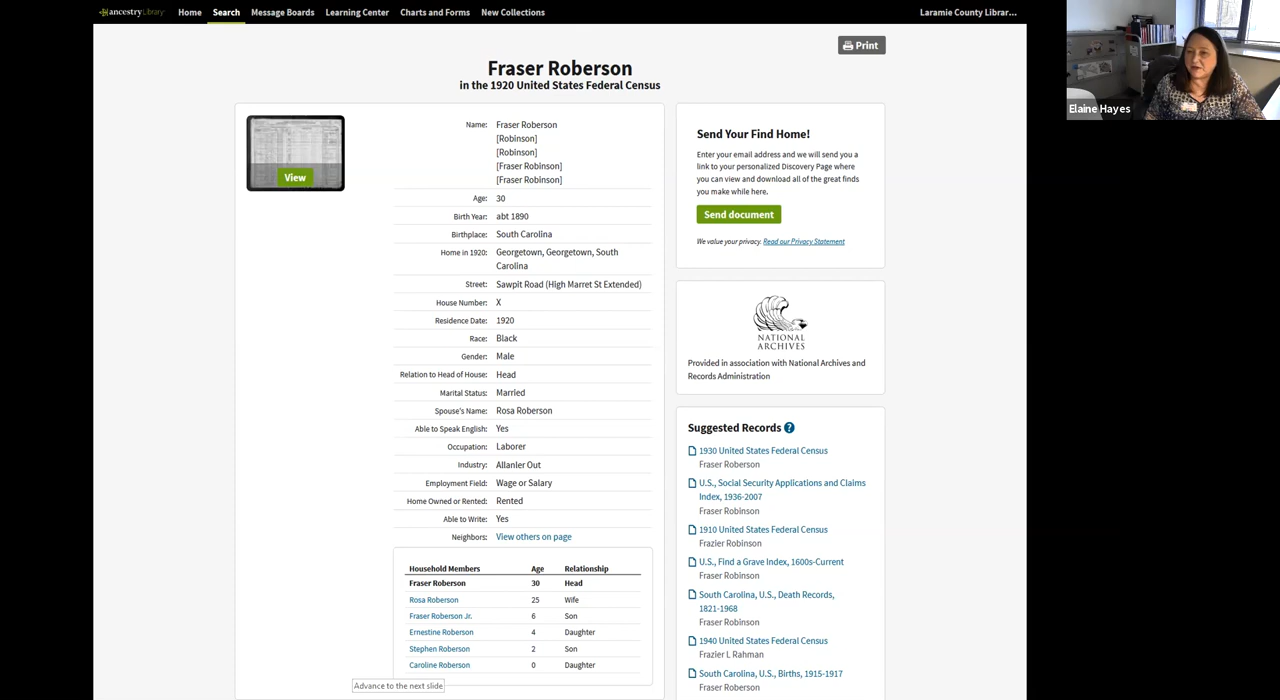 ancestryLibrary Home Search Message Boards Learning Center Charts and Forms New Collections Laramie County Librar...
Elaine Hayes
Print
Fraser Roberson
in the 1920 United States Federal Census
View
Name: Fraser Roberson
[Robinson]
[Robinson]
[Fraser Robinson]
[Fraser Robinson]
Age: 30
Birth Year: abt 1890
Birthplace: South Carolina
Home in 1920: Georgetown, Georgetown, South
Carolina
Street: Sawpit Road (High Marret St Extended)
House Number: X
Residence Date: 1920
Race: Black
Gender: Male
Relation to Head of House: Head
Marital Status: Married
Spouse's Name: Rosa Roberson
Able to Speak English: Yes
Occupation: Laborer
Industry: Allanler Out
Employment Field: Wage or Salary
Home Owned or Rented: Rented
Able to Write: Yes
Neighbors: View others on page
Household Members Age Relationship
Fraser Roberson 30 Head
Rosa Roberson 25 Wife
Fraser Roberson Jr. 6 Son
Ernestine Roberson 4 Daughter
Stephen Roberson 2 Son
Caroline Roberson 0 Daughter
Advance to the next slide
Send Your Find Home!
Enter your email address and we will send you a
link to your personalized Discovery Page where
you can view and download all of the great finds
you make while here.
Send document
We value your privacy. Read our Privacy Statement
NATIONAL
ARCHIVES
Provided in association with National Archives and
Records Administration
Suggested Records ?
1930 United States Federal Census
Fraser Roberson
U.S., Social Security Applications and Claims
Index, 1936-2007
Fraser Robinson
1910 United States Federal Census
Frazier Robinson
U.S., Find a Grave Index, 1600s-Current
Fraser Robinson
South Carolina, U.S., Death Records,
1821-1968
Fraser Robinson
1940 United States Federal Census
Frazier L Rahman
South Carolina, U.S., Births, 1915-1917
Fraser Roberson